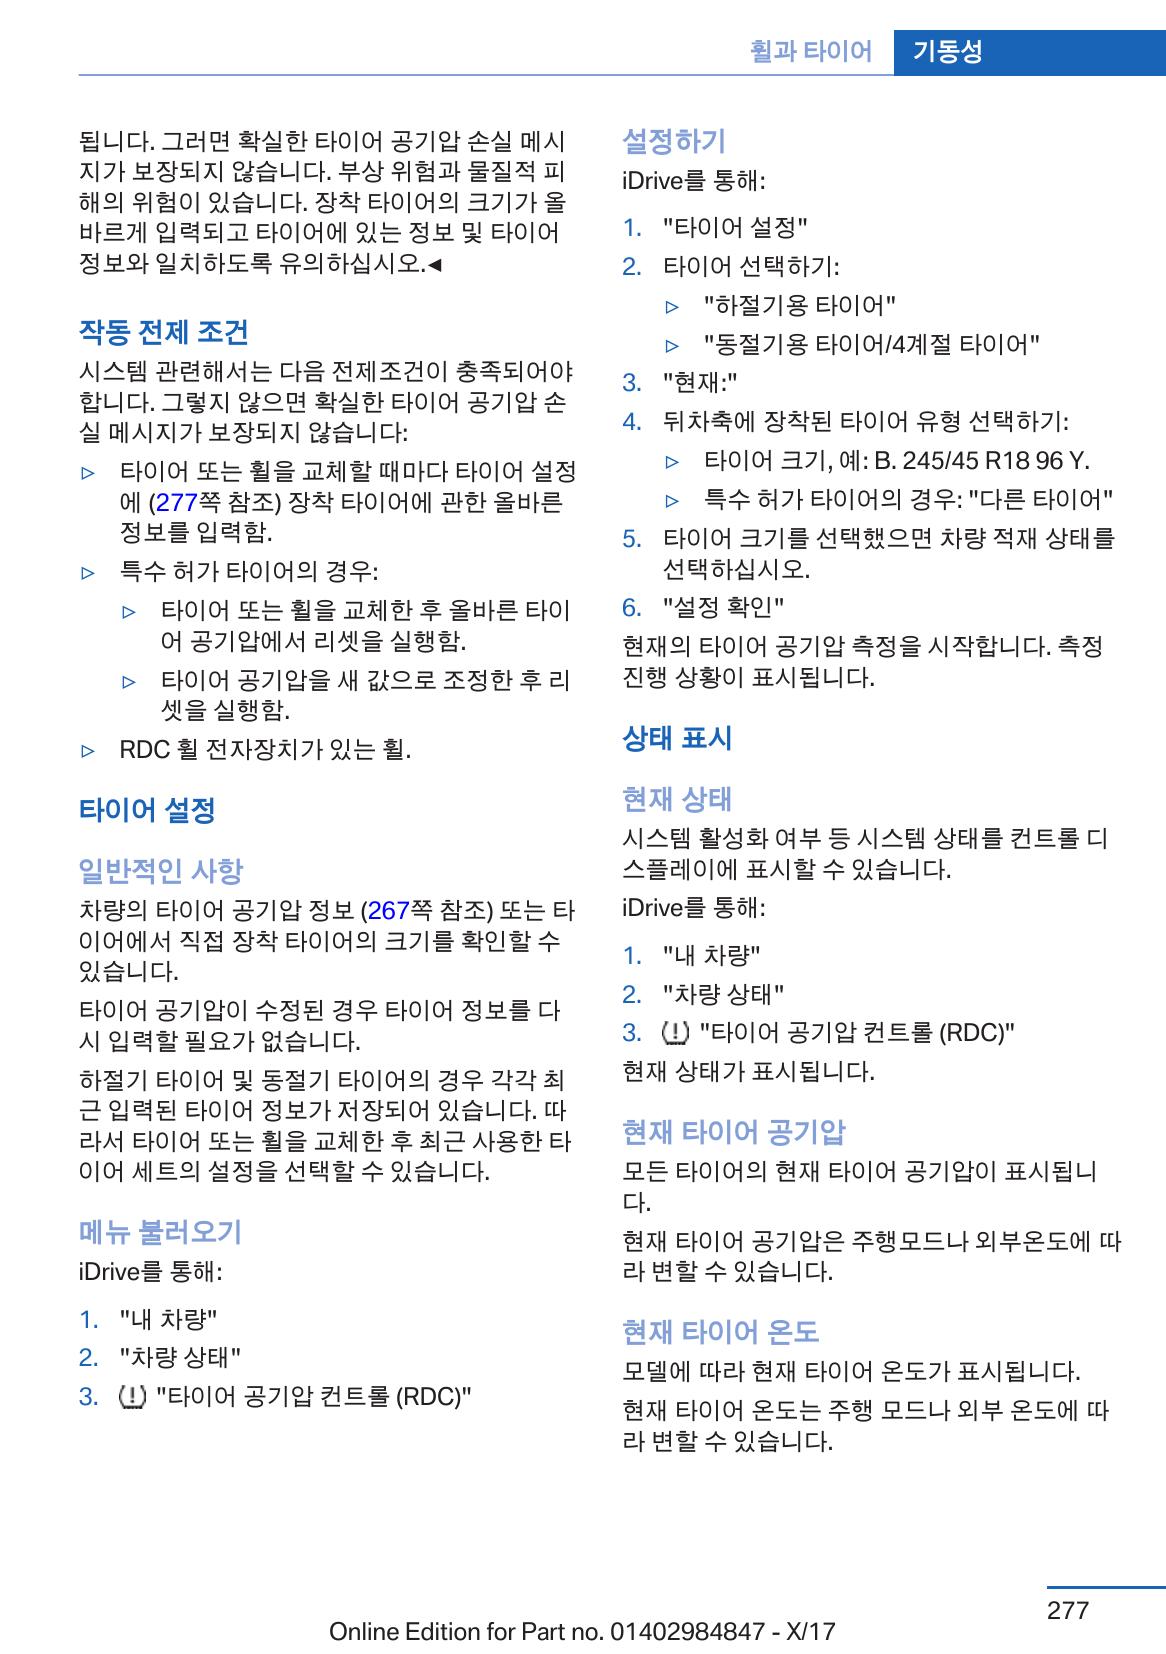 휠과 타이어 기동성
됩니다. 그러면 확실한 타이어 공기압 손실 메시
지가 보장되지 않습니다. 부상 위험과 물질적 피
해의 위험이 있습니다. 장착 타이어의 크기가 올
바르게 입력되고 타이어에 있는 정보 및 타이어
정보와 일치하도록 유의하십시오.◄
작동 전제 조건
시스템 관련해서는 다음 전제조건이 충족되어야
합니다. 그렇지 않으면 확실한 타이어 공기압 손
실 메시지가 보장되지 않습니다:
▷ 타이어 또는 휠을 교체할 때마다 타이어 설정
에 (277쪽 참조) 장착 타이어에 관한 올바른
정보를 입력함.
▷ 특수 허가 타이어의 경우:
▷ 타이어 또는 휠을 교체한 후 올바른 타이
어 공기압에서 리셋을 실행함.
▷ 타이어 공기압을 새 값으로 조정한 후 리
셋을 실행함.
▷ RDC 휠 전자장치가 있는 휠.
타이어 설정
일반적인 사항
차량의 타이어 공기압 정보 (267쪽 참조) 또는 타
이어에서 직접 장착 타이어의 크기를 확인할 수
있습니다.
타이어 공기압이 수정된 경우 타이어 정보를 다
시 입력할 필요가 없습니다.
하절기 타이어 및 동절기 타이어의 경우 각각 최
근 입력된 타이어 정보가 저장되어 있습니다. 따
라서 타이어 또는 휠을 교체한 후 최근 사용한 타
이어 세트의 설정을 선택할 수 있습니다.
메뉴 불러오기
iDrive를 통해:
1. "내 차량"
2. "차량 상태"
3. "타이어 공기압 컨트롤 (RDC)"
설정하기
iDrive를 통해:
1. "타이어 설정"
2. 타이어 선택하기:
▷ "하절기용 타이어"
▷ "동절기용 타이어/4계절 타이어"
3. "현재:"
4. 뒤차축에 장착된 타이어 유형 선택하기:
▷ 타이어 크기, 예: B. 245/45 R18 96 Y.
▷ 특수 허가 타이어의 경우: "다른 타이어"
5. 타이어 크기를 선택했으면 차량 적재 상태를
선택하십시오.
6. "설정 확인"
현재의 타이어 공기압 측정을 시작합니다. 측정
진행 상황이 표시됩니다.
상태 표시
현재 상태
시스템 활성화 여부 등 시스템 상태를 컨트롤 디
스플레이에 표시할 수 있습니다.
iDrive를 통해:
1. "내 차량"
2. "차량 상태"
3. "타이어 공기압 컨트롤 (RDC)"
현재 상태가 표시됩니다.
현재 타이어 공기압
모든 타이어의 현재 타이어 공기압이 표시됩니
다.
현재 타이어 공기압은 주행모드나 외부온도에 따
라 변할 수 있습니다.
현재 타이어 온도
모델에 따라 현재 타이어 온도가 표시됩니다.
현재 타이어 온도는 주행 모드나 외부 온도에 따
라 변할 수 있습니다.
277
Online Edition for Part no. 01402984847 - X/17